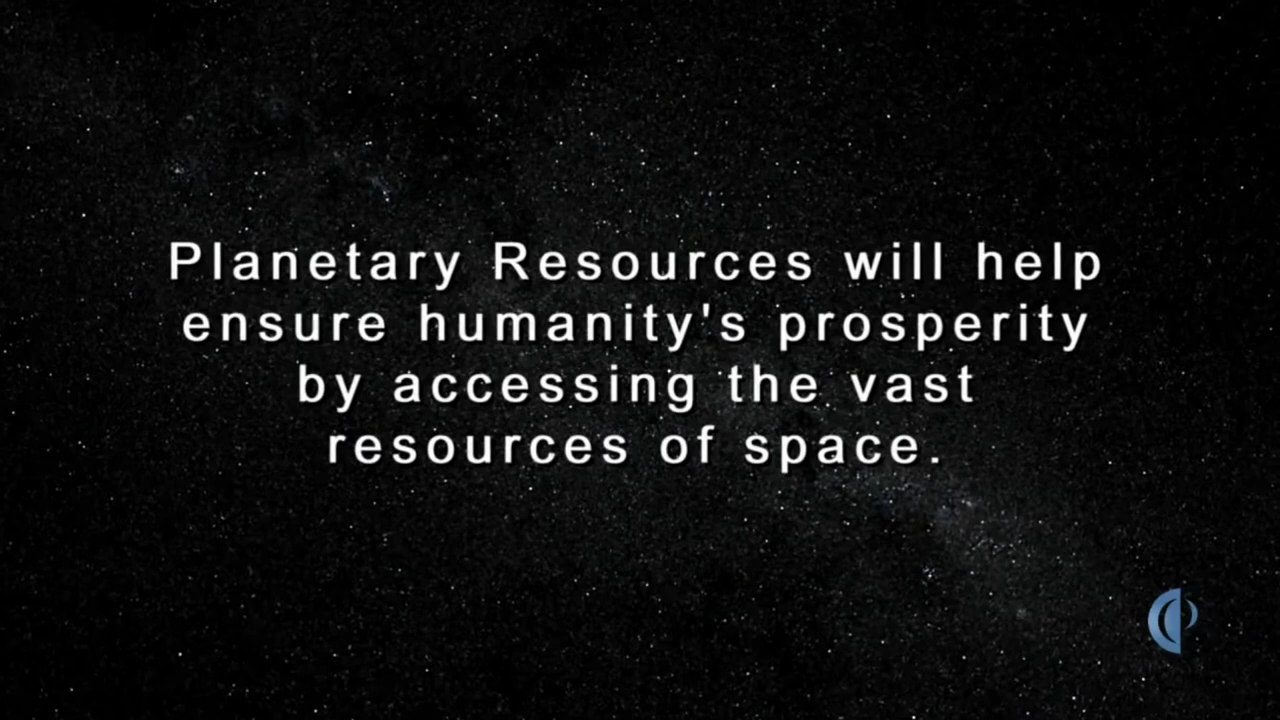 Planetary Resources will help
ensure humanity's prosperity
by accessing the vast
resources of space.